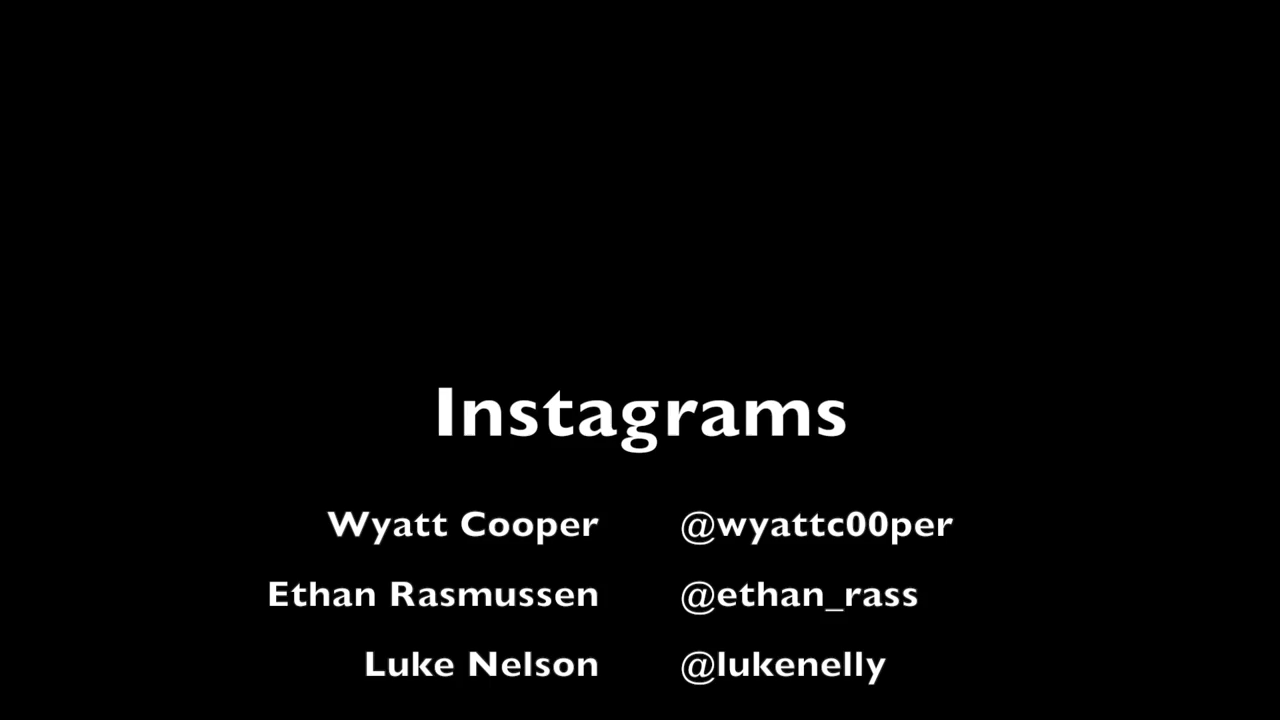 Instagrams
Wyatt Cooper @wyattc00per
Ethan Rasmussen @ethan_rass
Luke Nelson @lukenelly